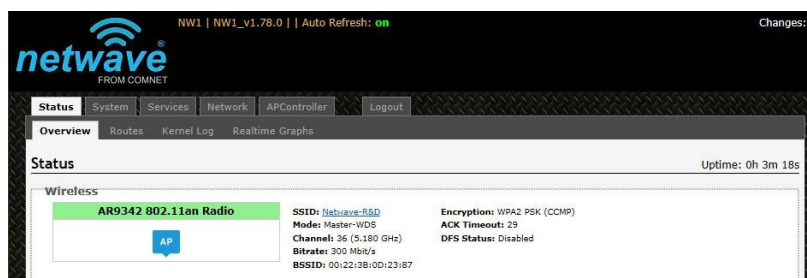 NW1 | NW1_v1.78.0 | | Auto Refresh: on Changes:
netwave®
FROM COMNET
Status System Services Network APController Logout
Overview Routes Kernel Log Realtime Graphs
Status Uptime: 0h 3m 18s
Wireless
AR9342 802.11an Radio
AP
SSID: Netwave-R&D
Mode: Master-WDS
Channel: 36 (5.180 GHz)
Bitrate: 300 Mbit/s
BSSID: 00:22:3B:0D:23:87
Encryption: WPA2 PSK (CCMP)
ACK Timeout: 29
DFS Status: Disabled